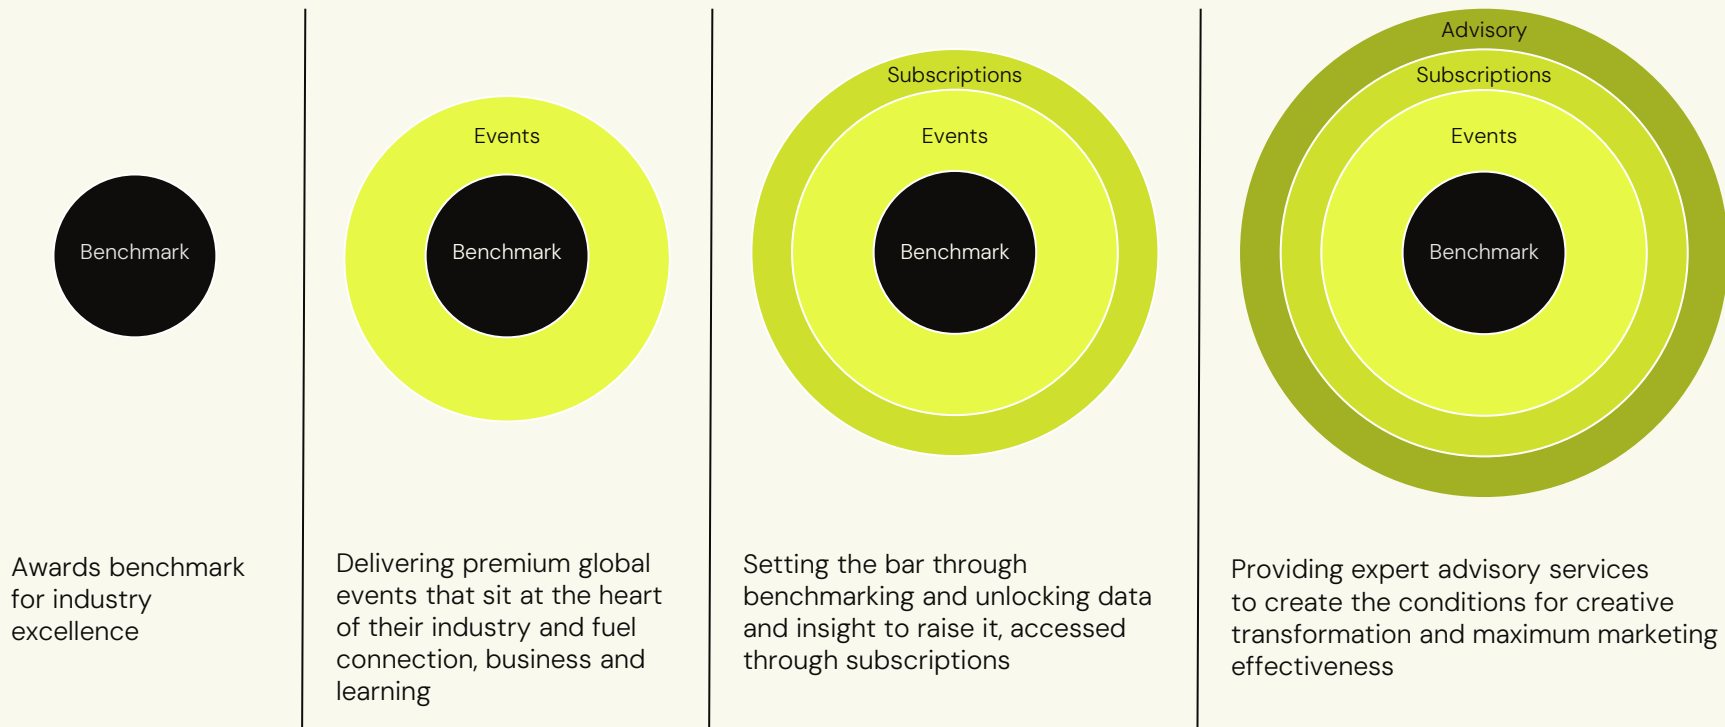 Benchmark
Awards benchmark
for industry
excellence
Events
Benchmark
Delivering premium global
events that sit at the heart
of their industry and fuel
connection, business and
learning
Subscriptions
Events
Benchmark
Setting the bar through
benchmarking and unlocking data
and insight to raise it, accessed
through subscriptions
Advisory
Subscriptions
Events
Benchmark
Providing expert advisory services
to create the conditions for creative
transformation and maximum marketing
effectiveness